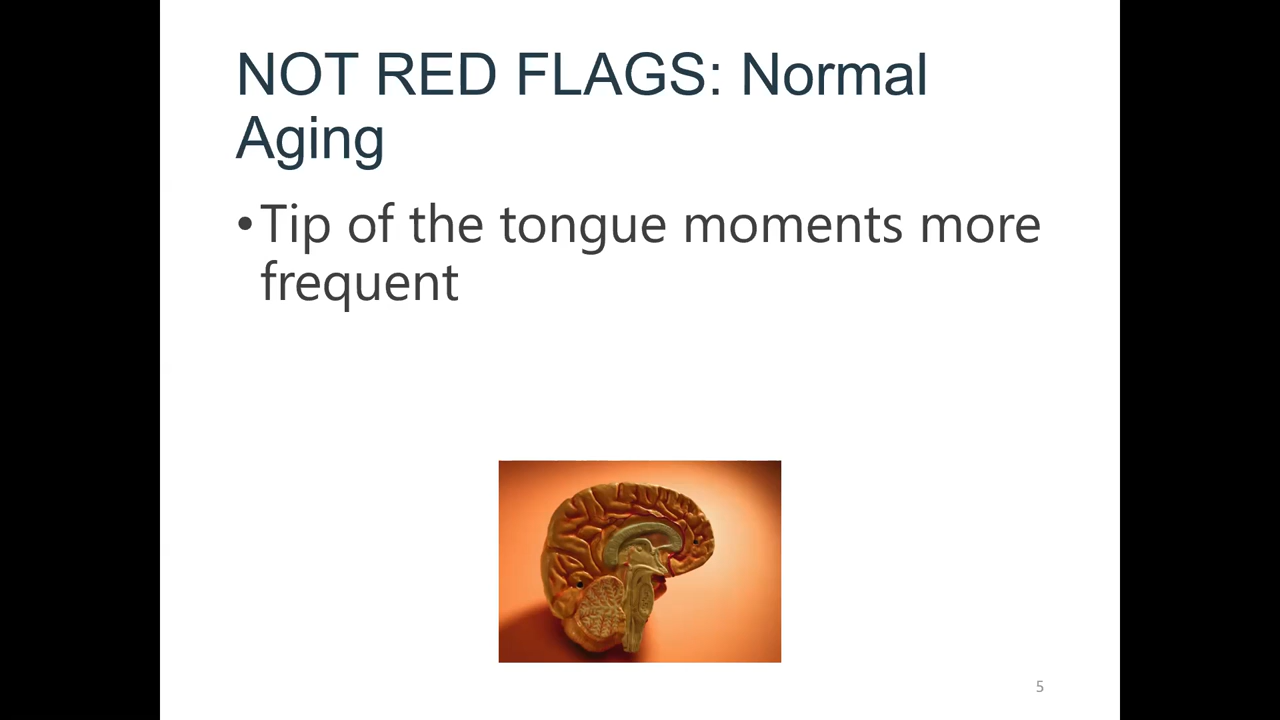 NOT RED FLAGS: Normal
Aging
•Tip of the tongue moments more
frequent
5